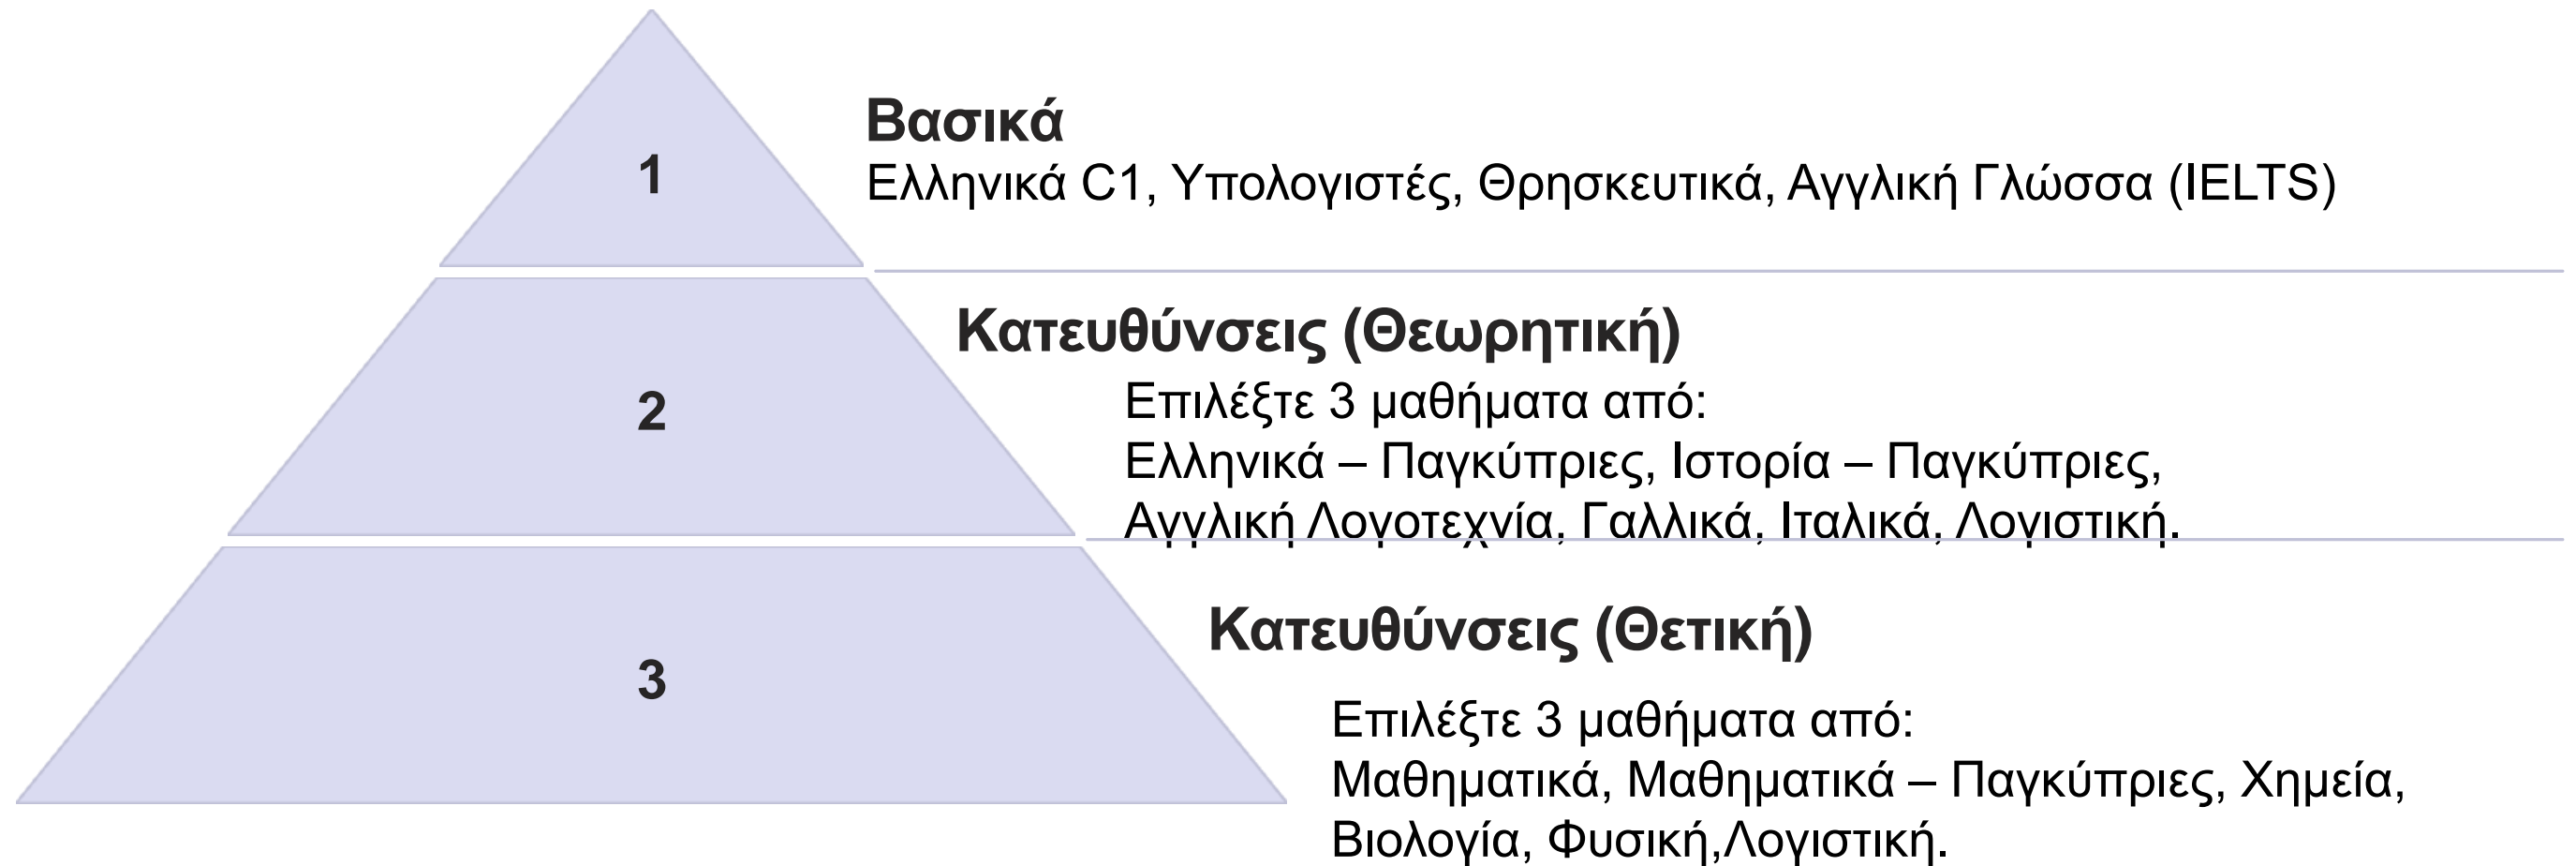 1
Βασικά
Ελληνικά C1, Υπολογιστές, Θρησκευτικά, Αγγλική Γλώσσα (IELTS)
2
Κατευθύνσεις (Θεωρητική)
Επιλέξτε 3 μαθήματα από:
Ελληνικά – Παγκύπριες, Ιστορία – Παγκύπριες,
Αγγλική Λογοτεχνία, Γαλλικά, Ιταλικά, Λογιστική.
3
Κατευθύνσεις (Θετική)
Επιλέξτε 3 μαθήματα από:
Μαθηματικά, Μαθηματικά – Παγκύπριες, Χημεία,
Βιολογία, Φυσική,Λογιστική.